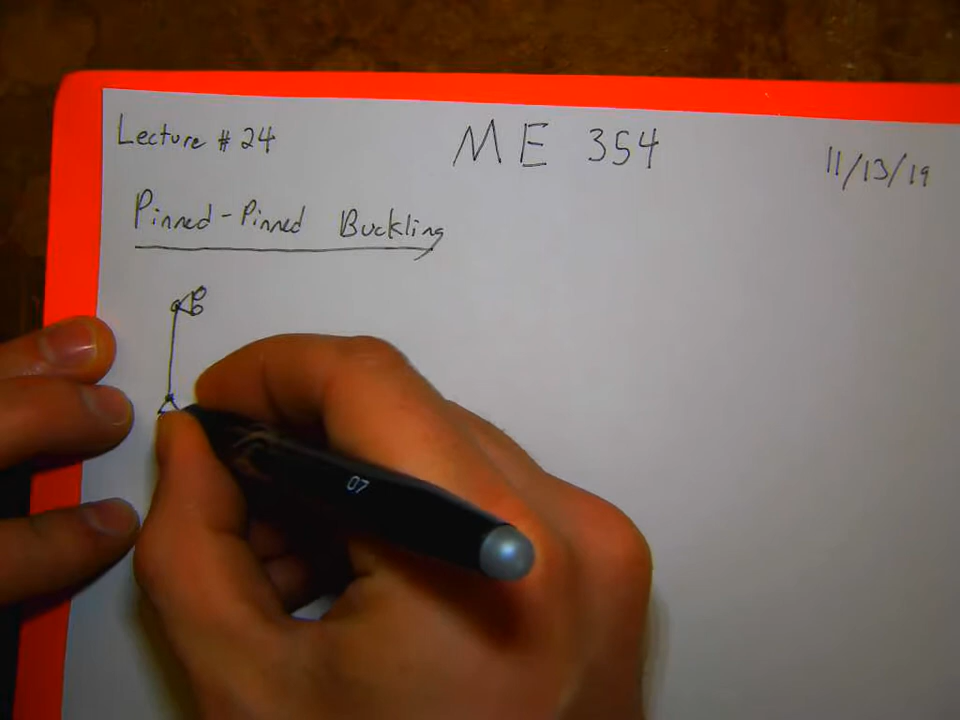 Lecture # 24
ME 354
11/13/19
Pinned-Pinned Buckling
07